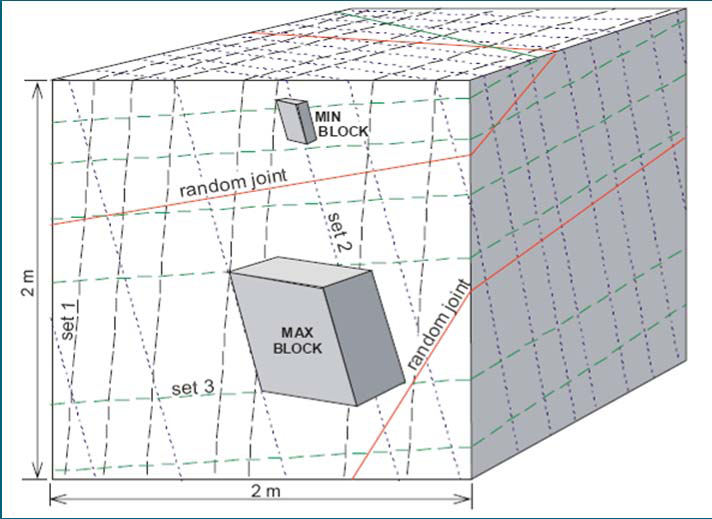 MIN
BLOCK
random joint
set 2
2 m
set 1
MAX
BLOCK
random joint
set 3
2 m